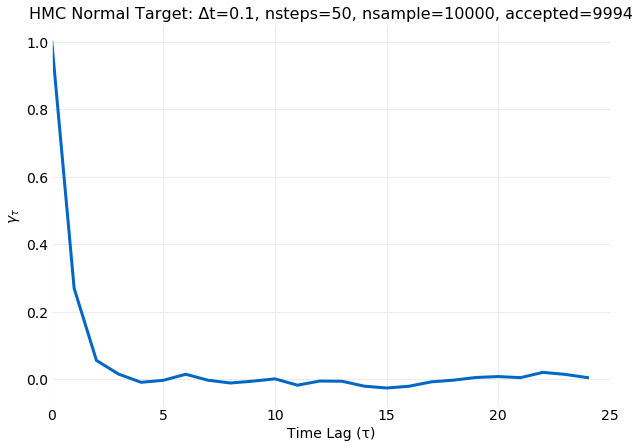 HMC Normal Target: Δt=0.1, nsteps=50, nsample=10000, accepted=9994
1.0
0.8
0.6
0.4
0.2
0.0
γτ
0 5 10 15 20 25
Time Lag (τ)